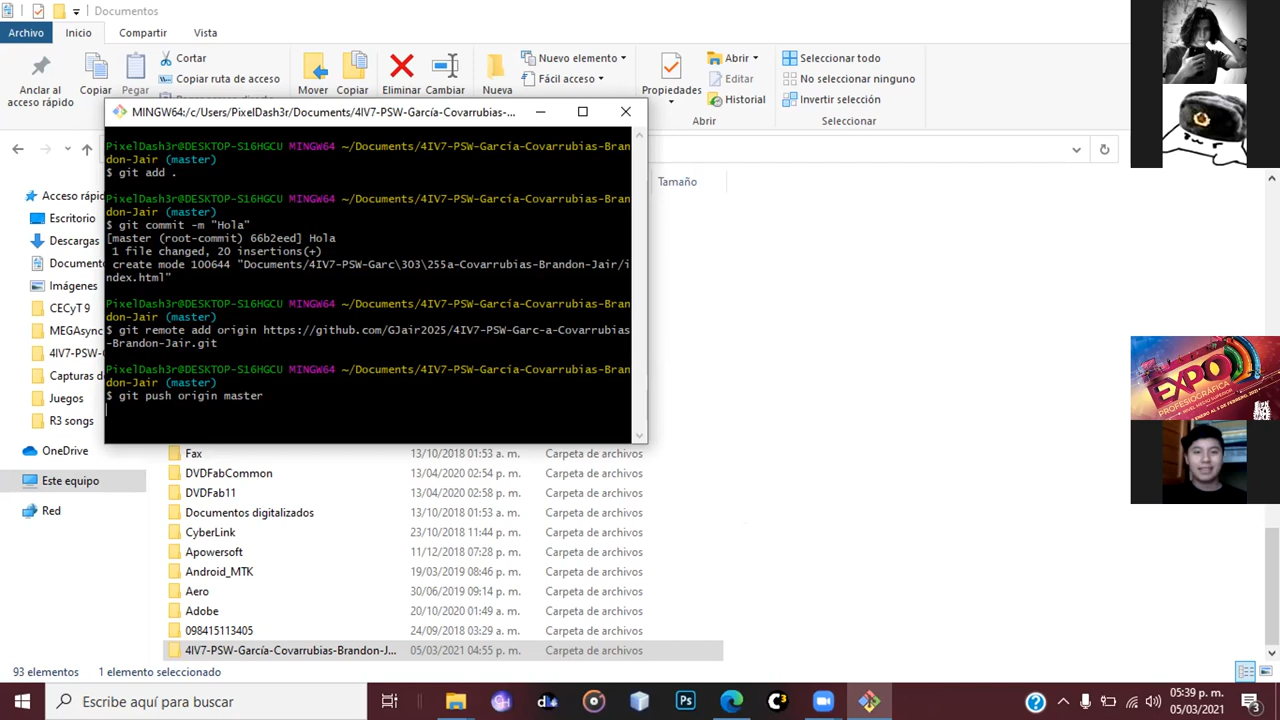 Documentos
Archivo Inicio Compartir Vista
Anclar al acceso rápido
Copiar
Pegar
Cortar
Copiar ruta de acceso
Mover
Copiar
Eliminar
Cambiar
Nueva
Nuevo elemento
Fácil acceso
Propiedades
Abrir
Editar
Historial
Abrir
Seleccionar todo
No seleccionar ninguno
Invertir selección
Seleccionar
MINGW64:/c/Users/PixelDash3r/Documents/4IV7-PSW-García-Covarrubias-...
PixelDash3r@DESKTOP-S16HGCU MINGW64 ~/Documents/4IV7-PSW-García-Covarrubias-Bran
don-Jair (master)
$ git add .
PixelDash3r@DESKTOP-S16HGCU MINGW64 ~/Documents/4IV7-PSW-García-Covarrubias-Bran
don-Jair (master)
$ git commit -m "Hola"
[master (root-commit) 66b2eed] Hola
1 file changed, 20 insertions(+)
create mode 100644 "Documents/4IV7-PSW-Garc\303\255a-Covarrubias-Brandon-Jair/i
ndex.html"
PixelDash3r@DESKTOP-S16HGCU MINGW64 ~/Documents/4IV7-PSW-García-Covarrubias-Bran
don-Jair (master)
$ git remote add origin https://github.com/GJair2025/4IV7-PSW-Garc-a-Covarrubias
-Brandon-Jair.git
PixelDash3r@DESKTOP-S16HGCU MINGW64 ~/Documents/4IV7-PSW-García-Covarrubias-Bran
don-Jair (master)
$ git push origin master
Tamaño
Acceso rápid
Escritorio
Descargas
Documento
Imágenes
CECyT 9
MEGAsync
4IV7-PSW-G
Capturas d
Juegos
R3 songs
OneDrive
Este equipo
Red
Fax 13/10/2018 01:53 a. m. Carpeta de archivos
DVDFabCommon 13/04/2020 02:54 p. m. Carpeta de archivos
DVDFab11 13/04/2020 02:58 p. m. Carpeta de archivos
Documentos digitalizados 13/10/2018 01:53 a. m. Carpeta de archivos
CyberLink 23/10/2018 11:44 p. m. Carpeta de archivos
Apowersoft 11/12/2018 07:28 p. m. Carpeta de archivos
Android_MTK 19/03/2019 08:46 p. m. Carpeta de archivos
Aero 30/06/2019 09:14 p. m. Carpeta de archivos
Adobe 20/10/2020 01:49 a. m. Carpeta de archivos
098415113405 24/09/2018 03:29 a. m. Carpeta de archivos
4IV7-PSW-García-Covarrubias-Brandon-J... 05/03/2021 04:55 p. m. Carpeta de archivos
93 elementos 1 elemento seleccionado
EXPO
PROFESIOGRÁFICA
Escribe aquí para buscar
Ps
05:39 p. m.
05/03/2021
3